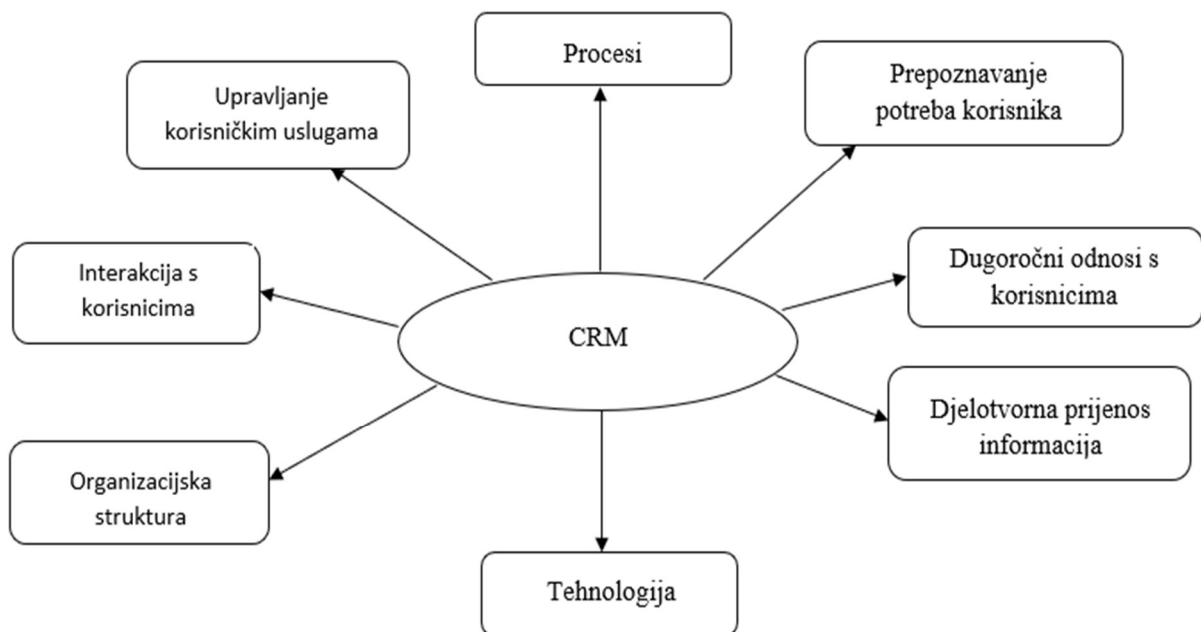 Procesi
Upravljanje
korisničkim uslugama
Prepoznavanje
potreba korisnika
Interakcija s
korisnicima
Dugoročni odnosi s
korisnicima
CRM
Djelotvorna prijenos
informacija
Organizacijska
struktura
Tehnologija